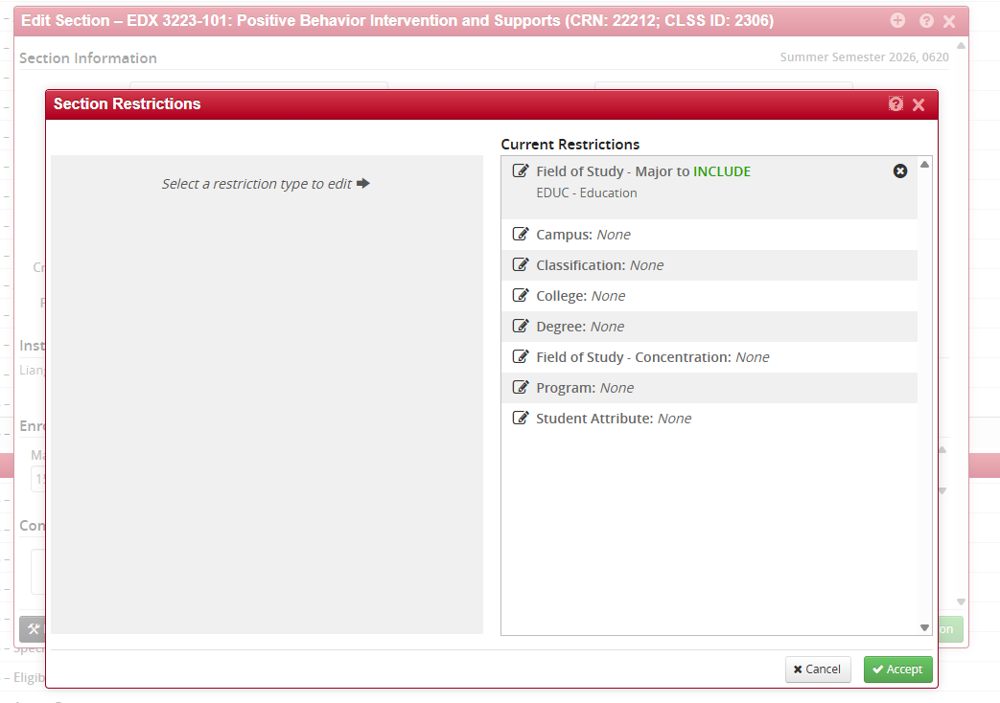 Edit Section – EDX 3223-101: Positive Behavior Intervention and Supports (CRN: 22212; CLSS ID: 2306)
Section Information
Summer Semester 2026, 0620
Section Restrictions
Select a restriction type to edit
Current Restrictions
Field of Study - Major to INCLUDE
EDUC - Education
Campus: None
Classification: None
College: None
Degree: None
Field of Study - Concentration: None
Program: None
Student Attribute: None
Cancel
Accept